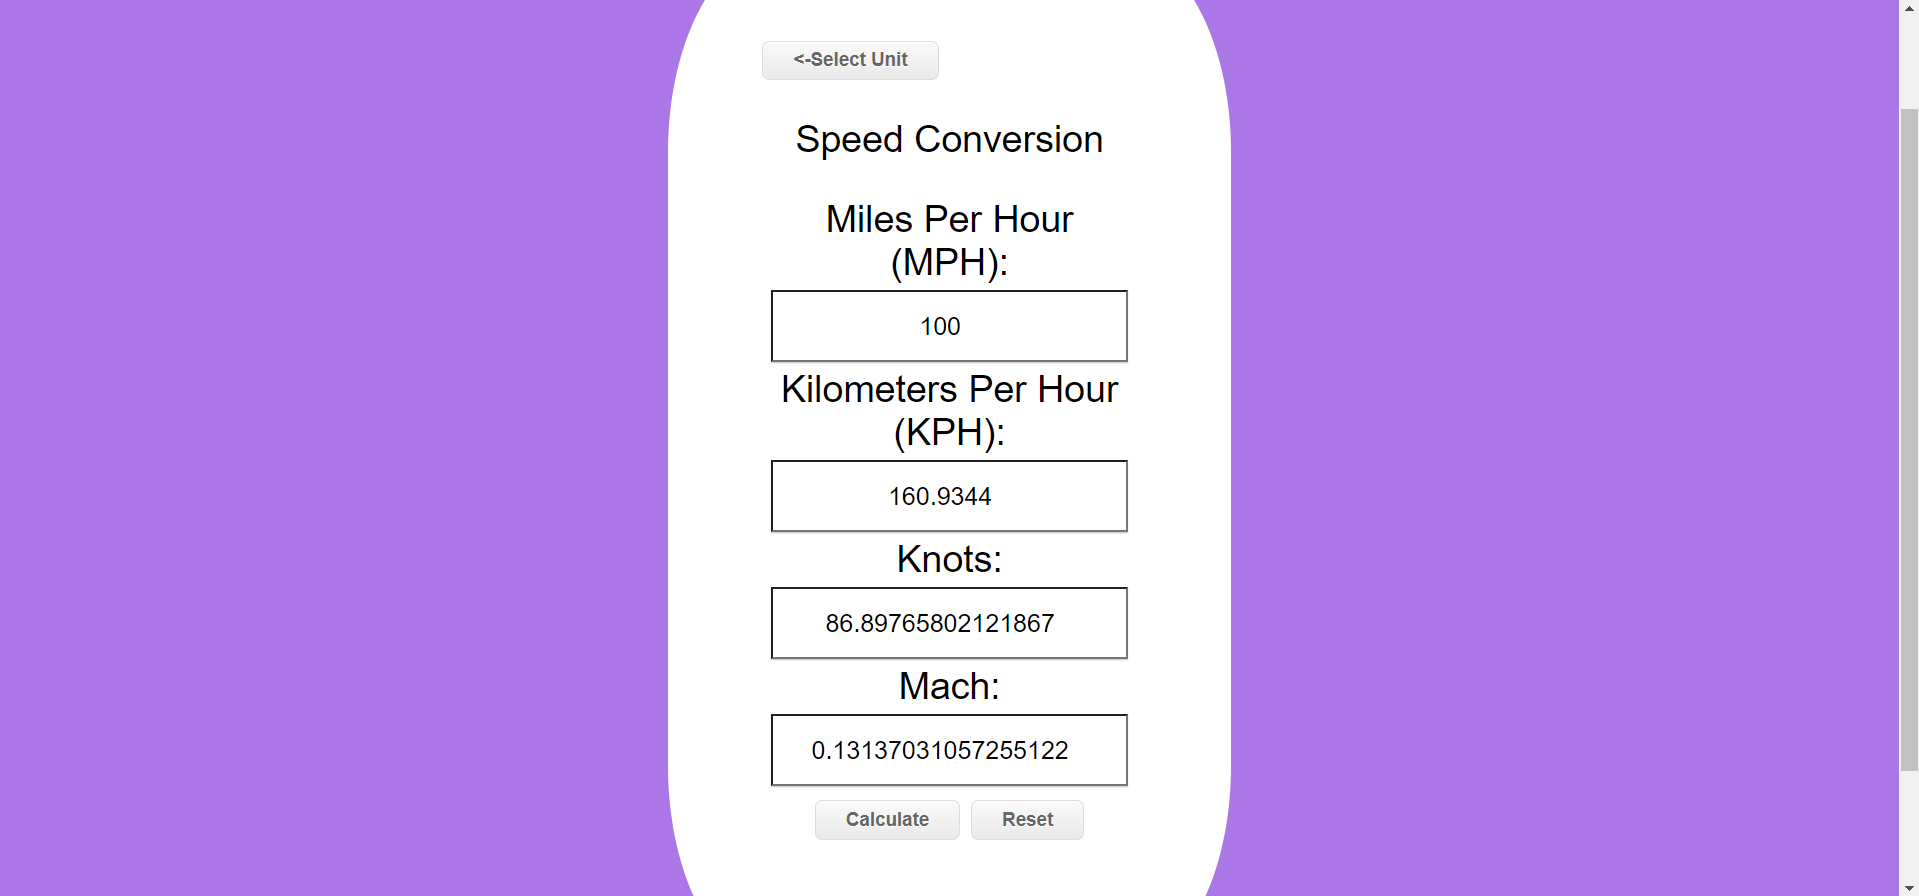 <-Select Unit
Speed Conversion
Miles Per Hour
(MPH):
100
Kilometers Per Hour
(KPH):
160.9344
Knots:
86.89765802121867
Mach:
0.13137031057255122
Calculate Reset